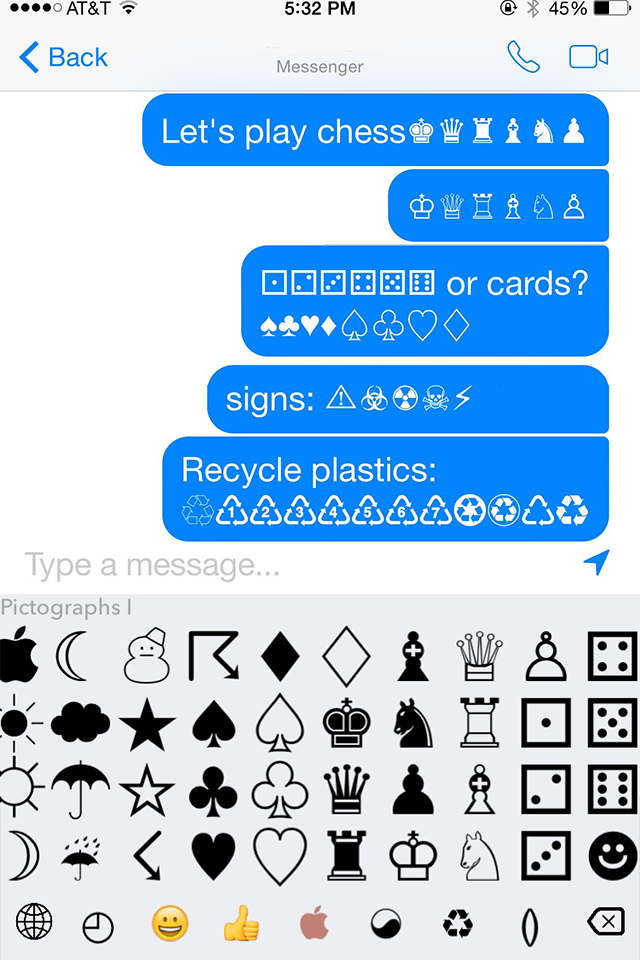 AT&T 5:32 PM 45%
Back Messenger
Let's play chess♚♛♜♝♞♟
♔♕♖♗♘♙
⚀⚁⚂⚃⚄⚅ or cards?
♠♣♥♦♤♧♡♢
signs: ⚠☣☢☠⚡
Recycle plastics:
♲♳♴♵♶♷♸♹♼♽♺♻
Type a message...
Pictographs I